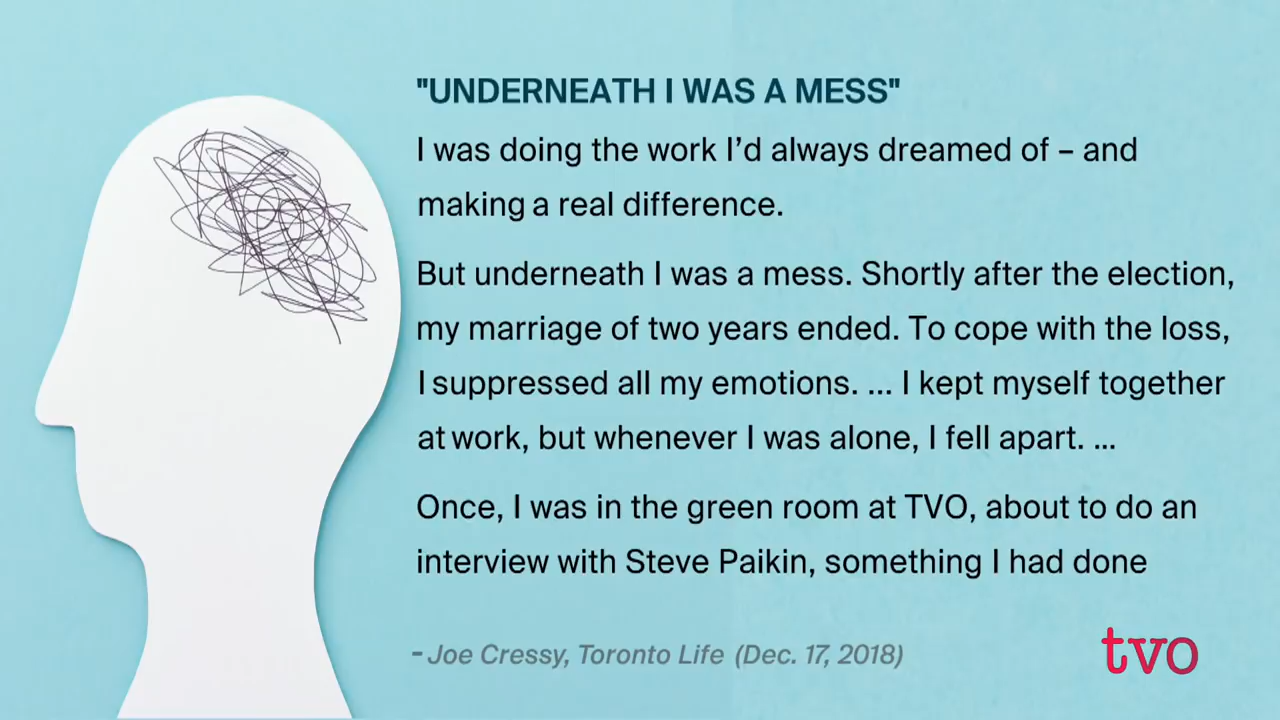 "UNDERNEATH I WAS A MESS"
I was doing the work I’d always dreamed of – and
making a real difference.
But underneath I was a mess. Shortly after the election,
my marriage of two years ended. To cope with the loss,
I suppressed all my emotions. ... I kept myself together
at work, but whenever I was alone, I fell apart. ...
Once, I was in the green room at TVO, about to do an
interview with Steve Paikin, something I had done
- Joe Cressy, Toronto Life (Dec. 17, 2018)
tvo